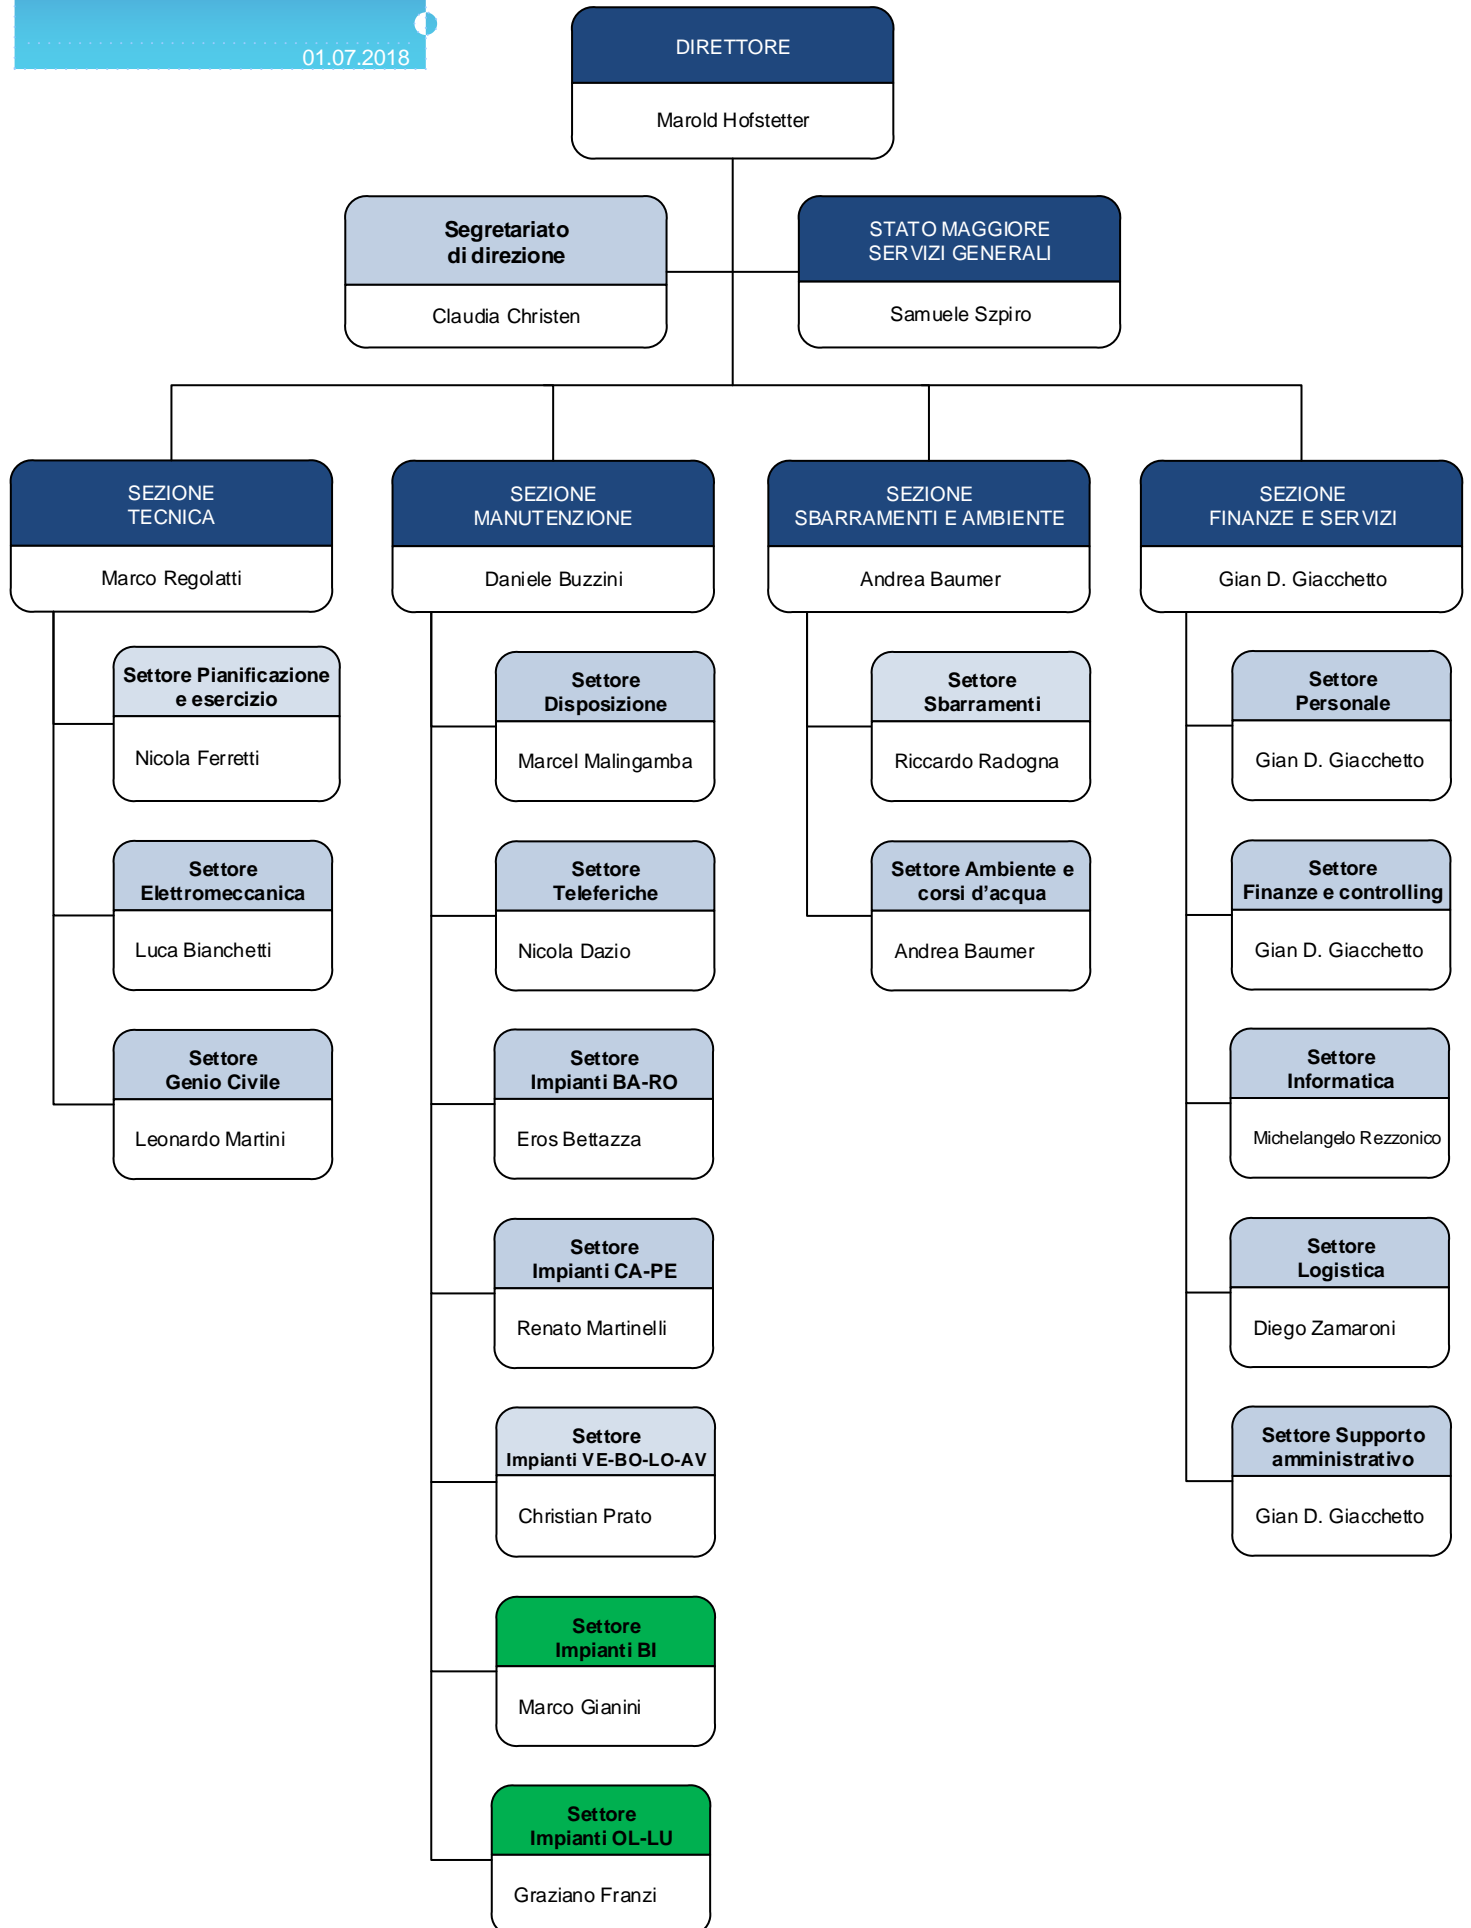 01.07.2018
DIRETTORE
Marold Hofstetter
Segretariato
di direzione
Claudia Christen
STATO MAGGIORE
SERVIZI GENERALI
Samuele Szpiro
SEZIONE
TECNICA
Marco Regolatti
Settore Pianificazione
e esercizio
Nicola Ferretti
Settore
Elettromeccanica
Luca Bianchetti
Settore
Genio Civile
Leonardo Martini
SEZIONE
MANUTENZIONE
Daniele Buzzini
Settore
Disposizione
Marcel Malingamba
Settore
Teleferiche
Nicola Dazio
Settore
Impianti BA-RO
Eros Bettazza
Settore
Impianti CA-PE
Renato Martinelli
Settore
Impianti VE-BO-LO-AV
Christian Prato
Settore
Impianti BI
Marco Gianini
Settore
Impianti OL-LU
Graziano Franzi
SEZIONE
SBARRAMENTI E AMBIENTE
Andrea Baumer
Settore
Sbarramenti
Riccardo Radogna
Settore Ambiente e
corsi d’acqua
Andrea Baumer
SEZIONE
FINANZE E SERVIZI
Gian D. Giacchetto
Settore
Personale
Gian D. Giacchetto
Settore
Finanze e controlling
Gian D. Giacchetto
Settore
Informatica
Michelangelo Rezzonico
Settore
Logistica
Diego Zamaroni
Settore Supporto
amministrativo
Gian D. Giacchetto